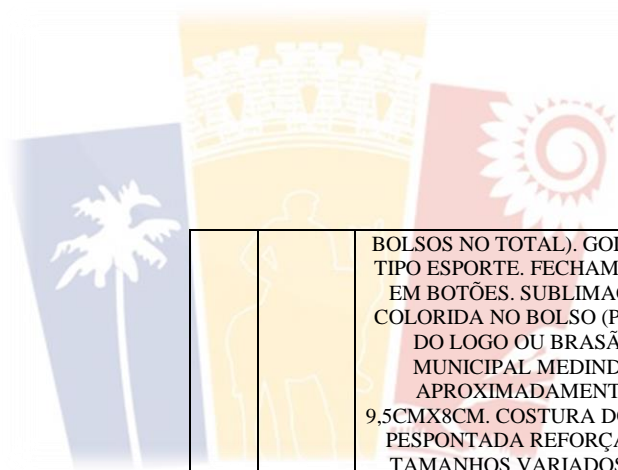 BOLSOS NO TOTAL). GOL
TIPO ESPORTE. FECHAM
EM BOTÕES. SUBLIMA
COLORIDA NO BOLSO (P
DO LOGO OU BRASÃ
MUNICIPAL MEDIND
APROXIMADAMENT
9,5CMX8CM. COSTURA D
PESPONTADA REFORÇA
TAMANHOS VARIADOS